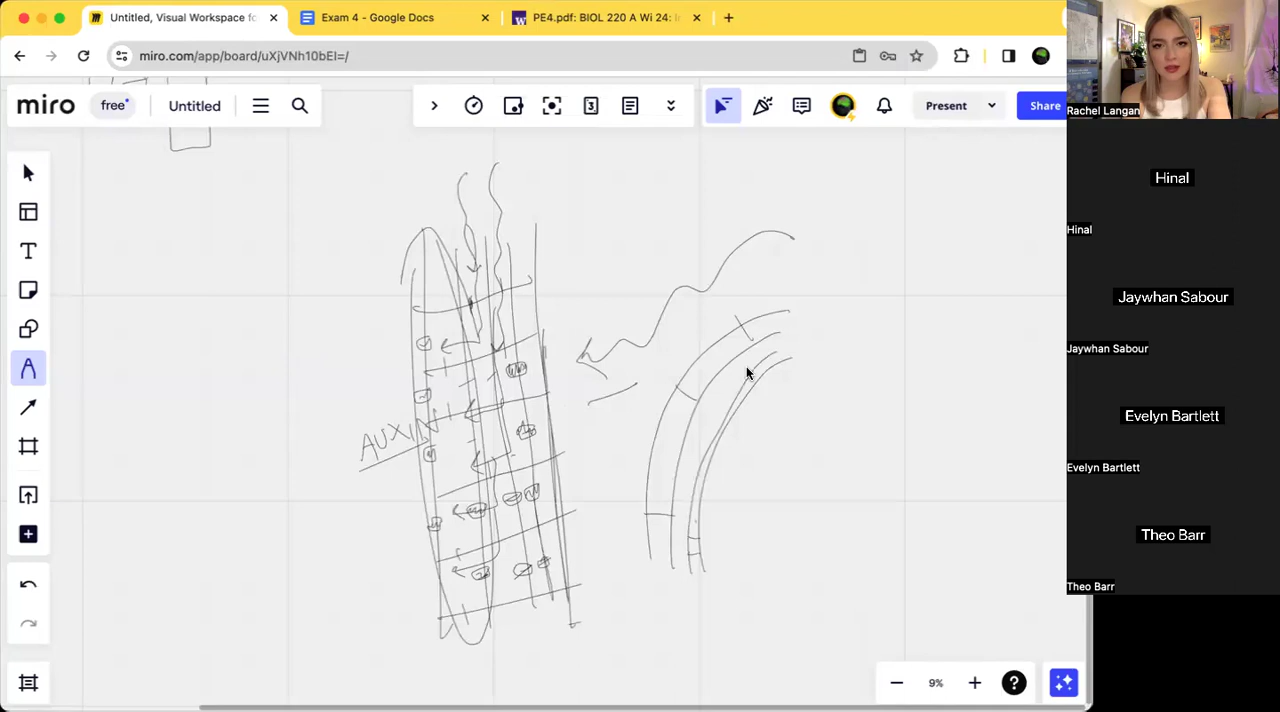 Untitled, Visual Workspace fo
Exam 4 - Google Docs
PE4.pdf: BIOL 220 A Wi 24: I
miro.com/app/board/uXjVNh10bEI=/
miro
free
Untitled
3
Present
Share
AUXIN
9%
?
Rachel Langan
Hinal
Hinal
Jaywhan Sabour
Jaywhan Sabour
Evelyn Bartlett
Evelyn Bartlett
Theo Barr
Theo Barr